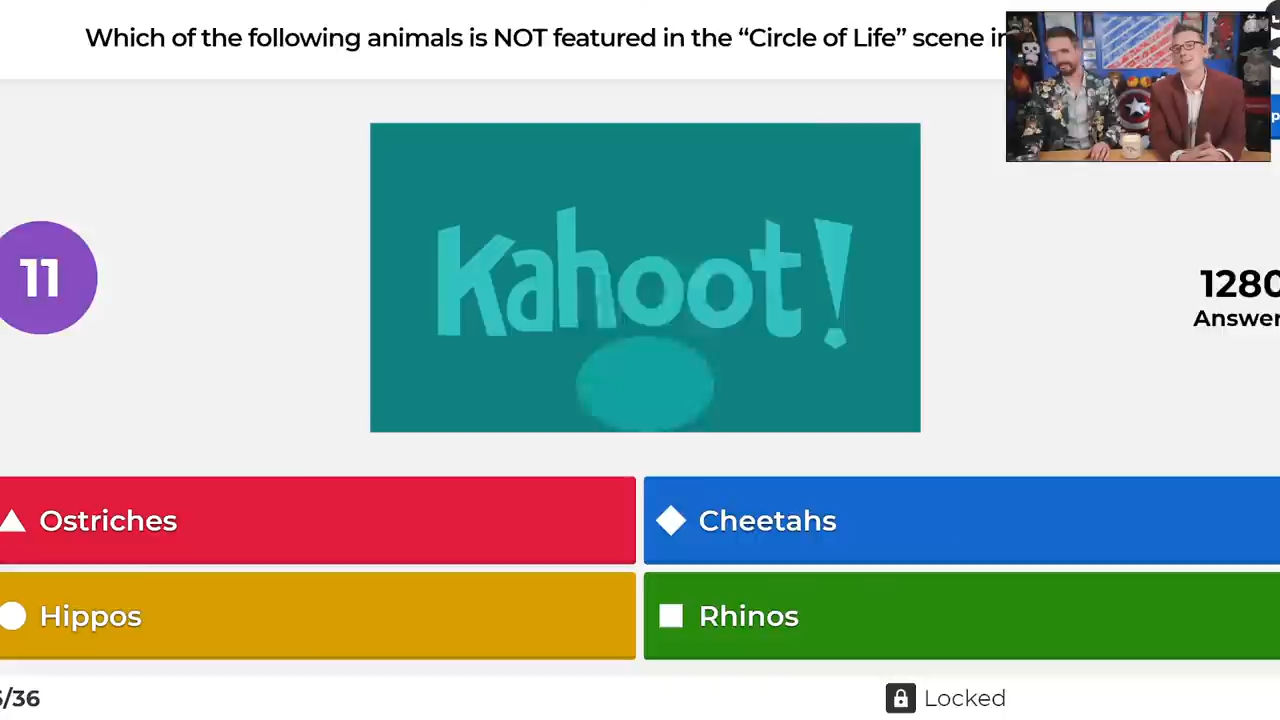 Which of the following animals is NOT featured in the “Circle of Life” scene in
11
Kahoot!
1280
Answer
Ostriches
Cheetahs
Hippos
Rhinos
/36
Locked